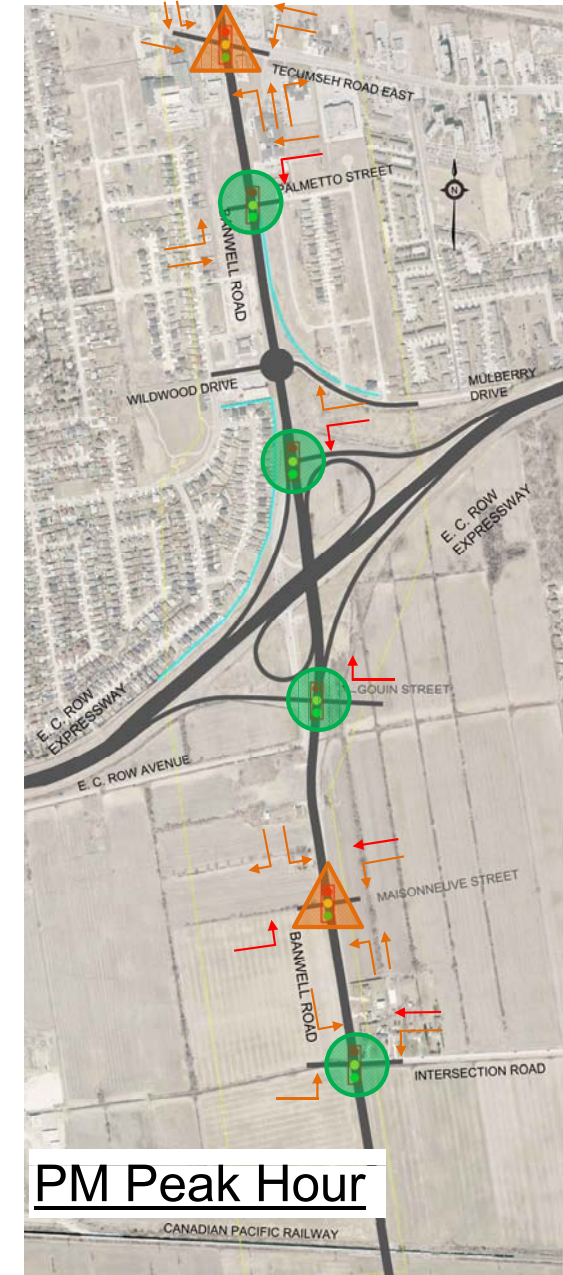 TECUMSEH ROAD EAST
PALMETTO STREET
BANWELL ROAD
N
WILDWOOD DRIVE
MULBERRY
DRIVE
E. C. ROW
EXPRESSWAY
GOUIN STREET
E. C. ROW
EXPRESSWAY
E. C. ROW AVENUE
MAISONNEUVE STREET
BANWELL ROAD
INTERSECTION ROAD
PM Peak Hour
CANADIAN PACIFIC RAILWAY